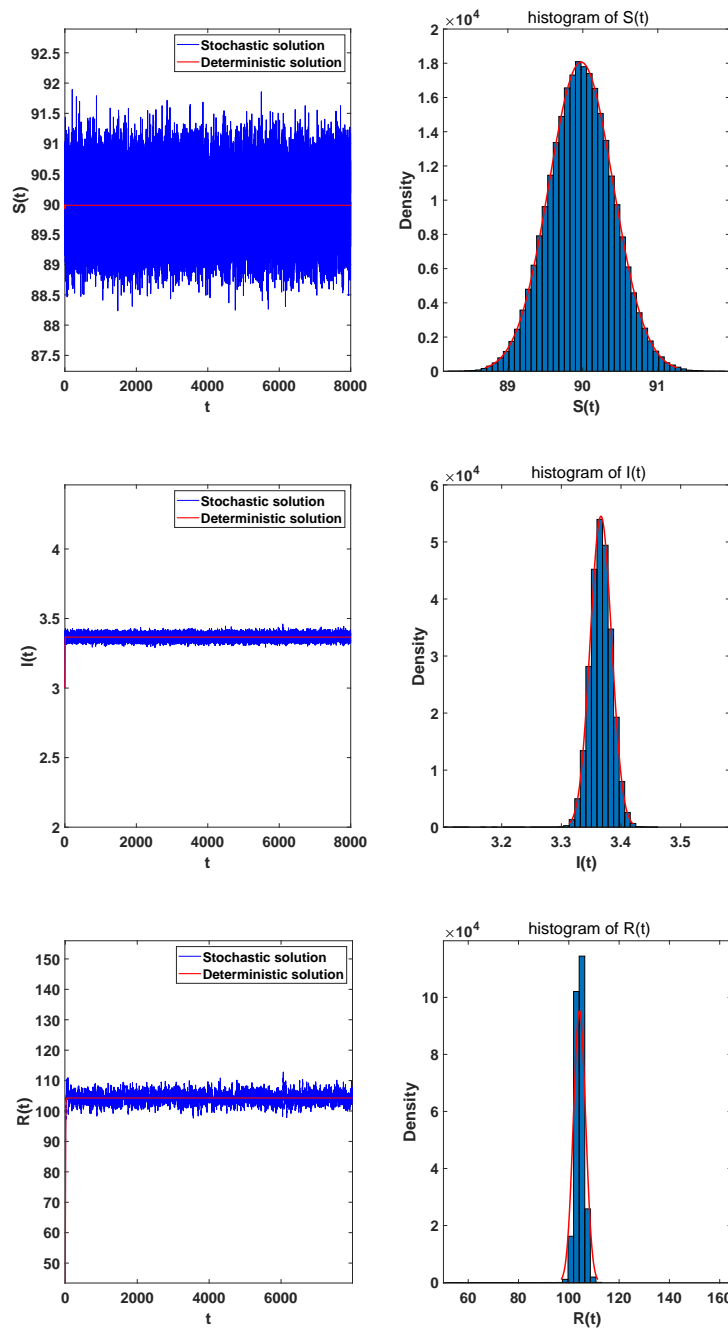 Stochastic solution
Deterministic solution
92.5
92
91.5
91
90.5
90
89.5
89
88.5
88
87.5
S(t)
0 2000 4000 6000 8000
t
histogram of S(t)
×10⁴
2
1.8
1.6
1.4
1.2
1
0.8
0.6
0.4
0.2
0
Density
89 90 91
S(t)
Stochastic solution
Deterministic solution
4
3.5
3
2.5
2
I(t)
0 2000 4000 6000 8000
t
histogram of I(t)
×10⁴
6
5
4
3
2
1
0
Density
3.2 3.3 3.4 3.5
I(t)
Stochastic solution
Deterministic solution
150
140
130
120
110
100
90
80
70
60
50
R(t)
0 2000 4000 6000
t
histogram of R(t)
×10⁴
10
8
6
4
2
0
Density
60 80 100 120 140 160
R(t)